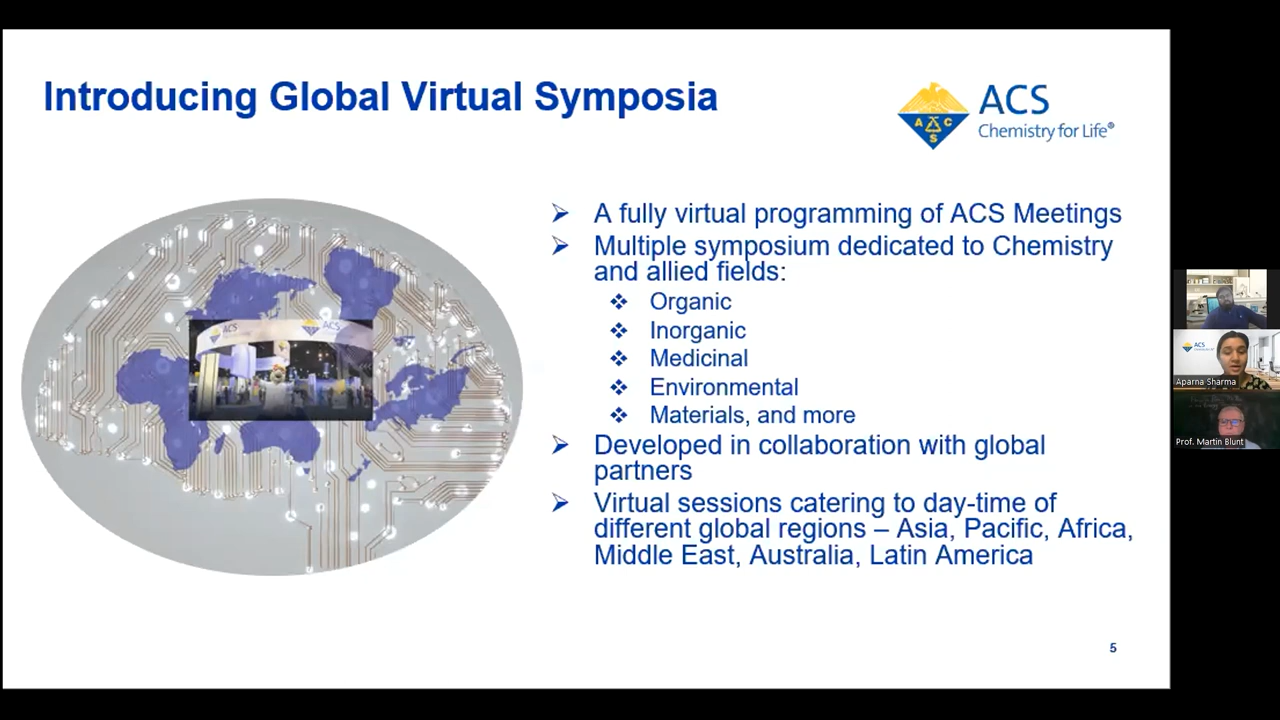 Introducing Global Virtual Symposia
ACS
Chemistry for Life®
A C
S
A fully virtual programming of ACS Meetings
Multiple symposium dedicated to Chemistry
and allied fields:
Organic
Inorganic
Medicinal
Environmental
Materials, and more
Developed in collaboration with global
partners
Virtual sessions catering to day-time of
different global regions – Asia, Pacific, Africa,
Middle East, Australia, Latin America
ACS
ACS
5
ACS
Aparna Sharma
Prof. Martin Blunt